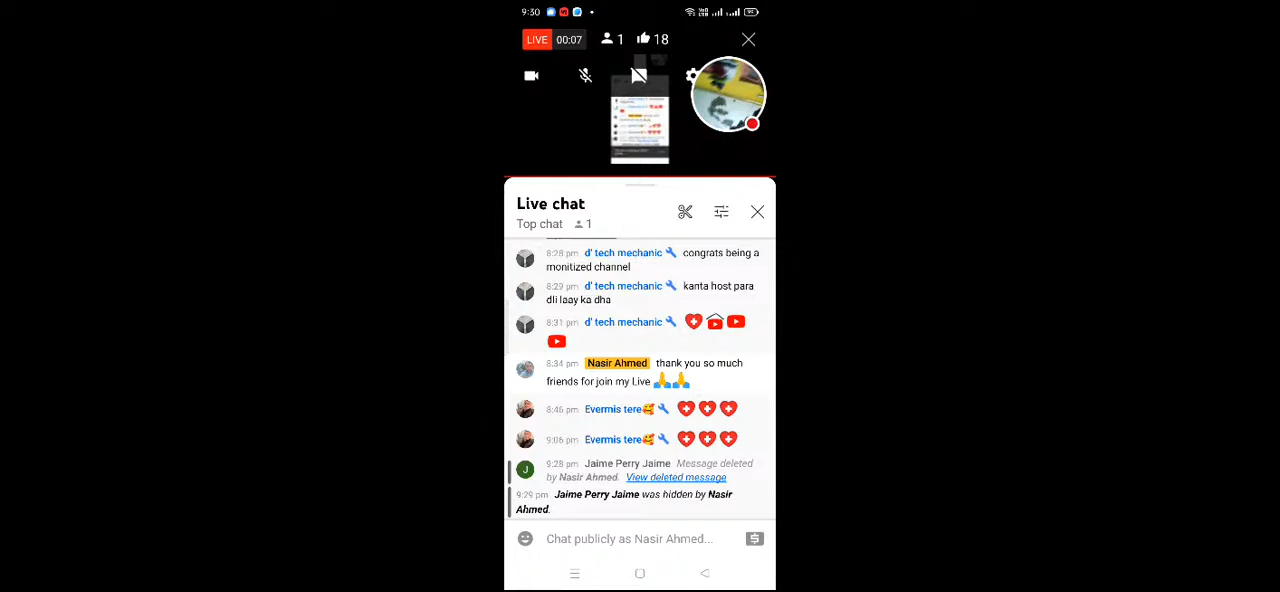 9:30
LIVE 00:07 1 18
Live chat
Top chat 1
8:28 pm d' tech mechanic congrats being a
monitized channel
8:29 pm d' tech mechanic kanta host para
dli laay ka dha
8:31 pm d' tech mechanic
8:34 pm Nasir Ahmed thank you so much
friends for join my Live 🙏🙏
8:46 pm Evermis tere🥰
9:06 pm Evermis tere🥰
J 9:28 pm Jaime Perry Jaime Message deleted
by Nasir Ahmed. View deleted message
9:29 pm Jaime Perry Jaime was hidden by Nasir
Ahmed.
Chat publicly as Nasir Ahmed...